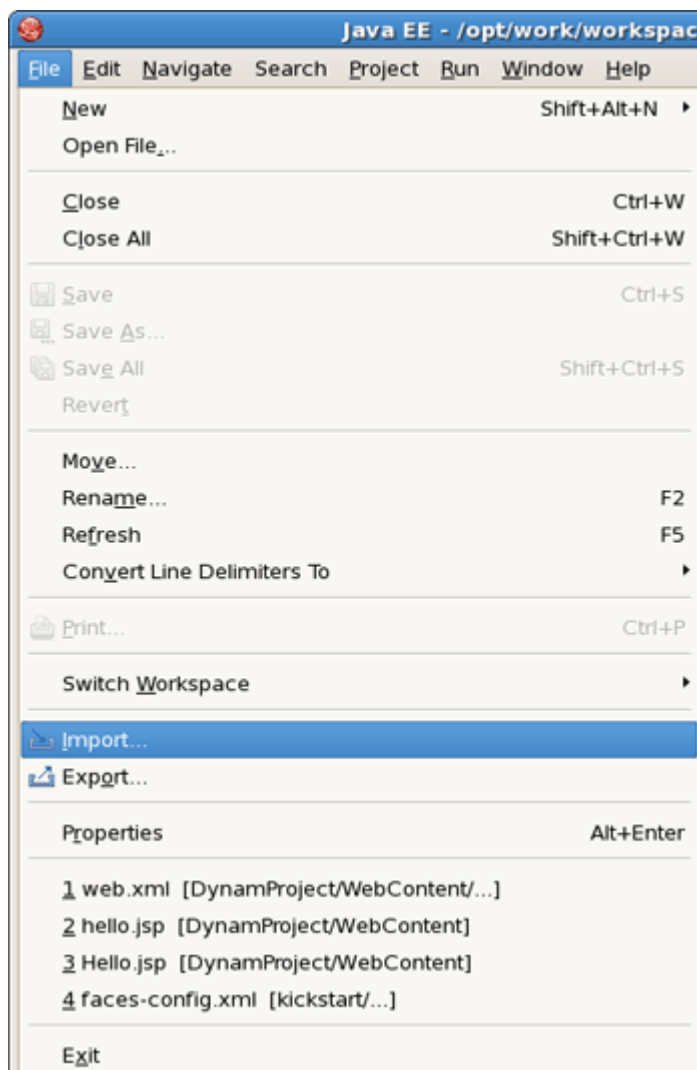 Java EE - /opt/work/workspac
File Edit Navigate Search Project Run Window Help
New Shift+Alt+N
Open File...
Close Ctrl+W
Close All Shift+Ctrl+W
Save Ctrl+S
Save As...
Save All Shift+Ctrl+S
Revert
Move...
Rename... F2
Refresh F5
Convert Line Delimiters To
Print... Ctrl+P
Switch Workspace
Import...
Export...
Properties Alt+Enter
1 web.xml [DynamProject/WebContent/...]
2 hello.jsp [DynamProject/WebContent]
3 Hello.jsp [DynamProject/WebContent]
4 faces-config.xml [kickstart/...]
Exit